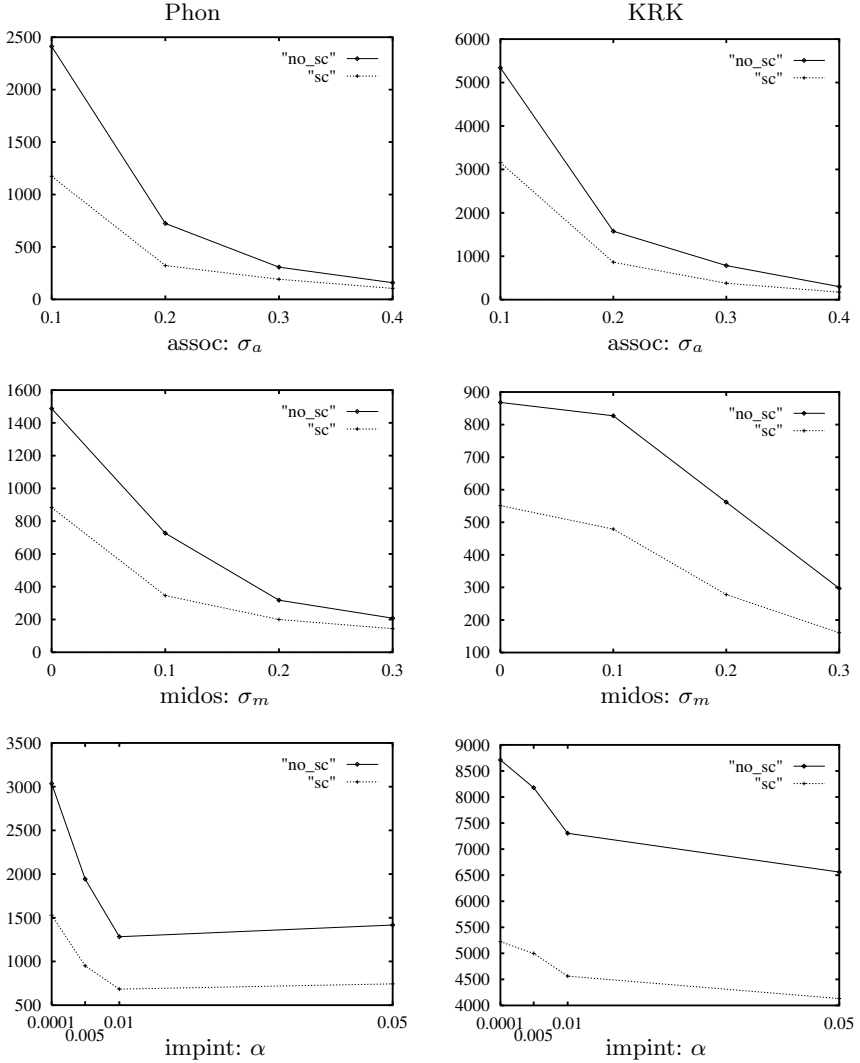 Phon
2500
2000
1500
1000
500
0
"no_sc"
"sc"
0.1 0.2 0.3 0.4
assoc: σa
KRK
6000
5000
4000
3000
2000
1000
0
"no_sc"
"sc"
0.1 0.2 0.3 0.4
assoc: σa
1600
1400
1200
1000
800
600
400
200
0
"no_sc"
"sc"
0 0.1 0.2 0.3
midos: σm
900
800
700
600
500
400
300
200
100
"no_sc"
"sc"
0 0.1 0.2 0.3
midos: σm
3500
3000
2500
2000
1500
1000
500
"no_sc"
"sc"
0.0001 0.01 0.05
0.005
impint: α
9000
8500
8000
7500
7000
6500
6000
5500
5000
4500
4000
"no_sc"
"sc"
0.0001 0.01 0.05
0.005
impint: α